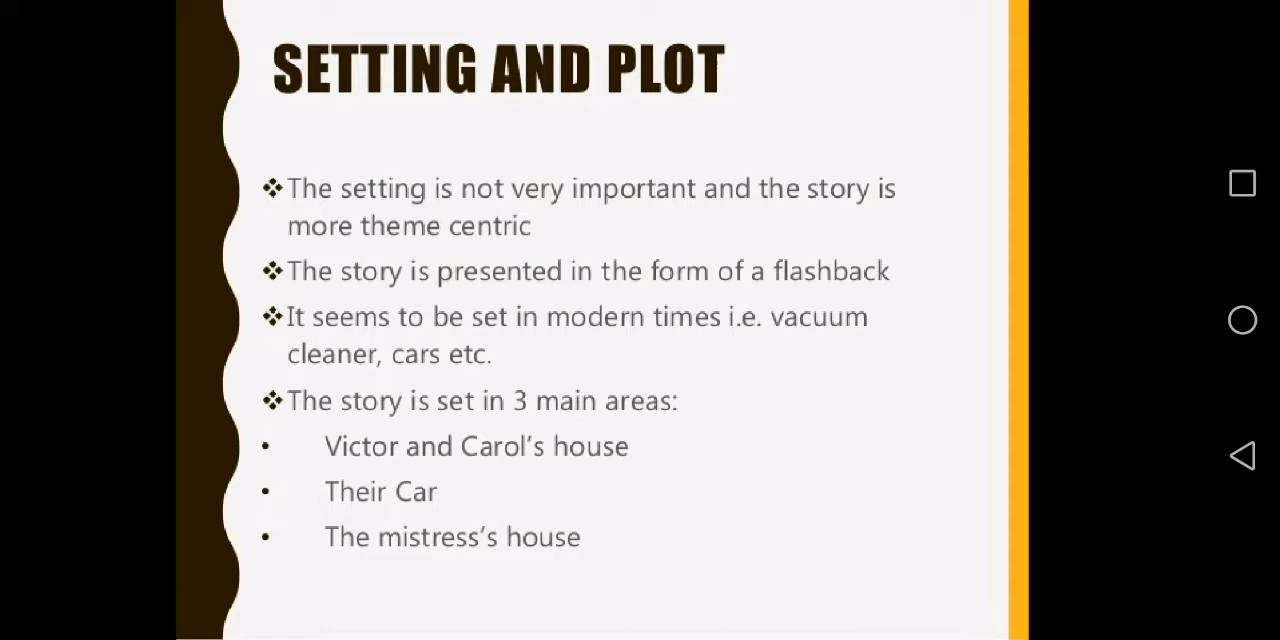 SETTING AND PLOT
❖The setting is not very important and the story is
more theme centric
❖The story is presented in the form of a flashback
❖It seems to be set in modern times i.e. vacuum
cleaner, cars etc.
❖The story is set in 3 main areas:
• Victor and Carol’s house
• Their Car
• The mistress’s house